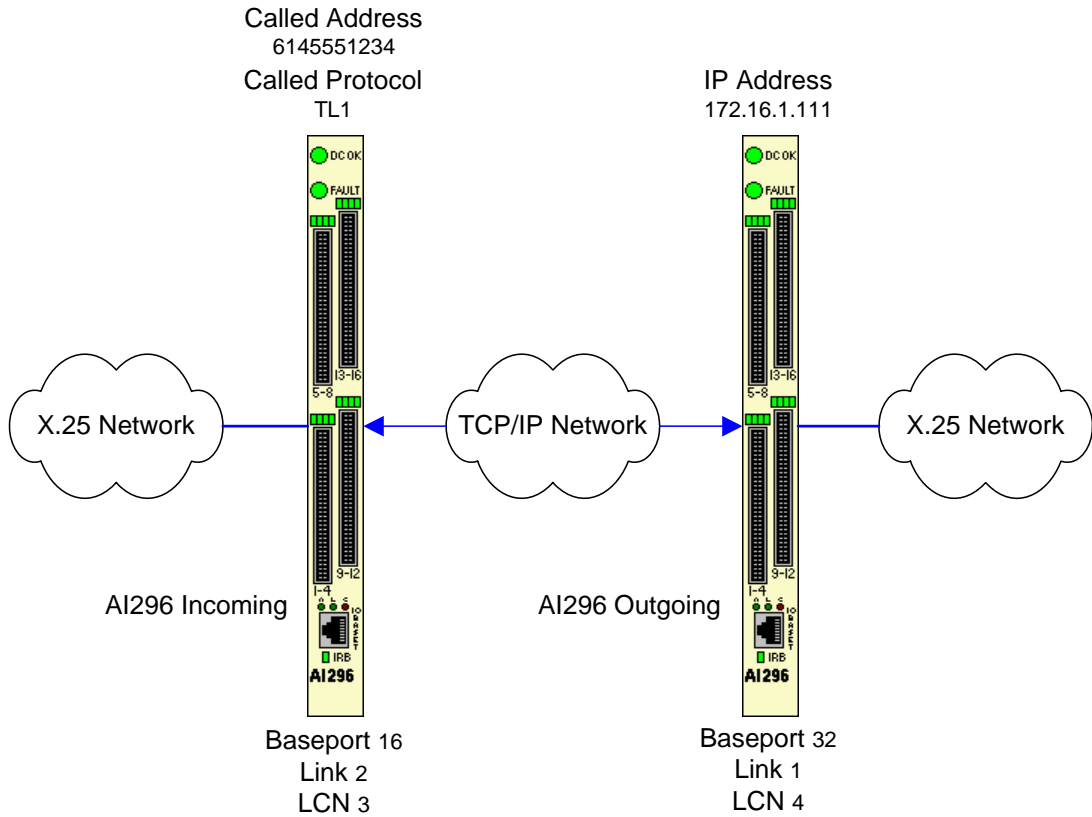 Called Address
6145551234
Called Protocol
TL1
IP Address
172.16.1.111
DC OK
FAULT
13-16
5-8
9-12
1-4
A L C
10BASET
IRB
AI296
DC OK
FAULT
13-16
5-8
9-12
1-4
A L C
10BASET
IRB
AI296
X.25 Network
TCP/IP Network
X.25 Network
AI296 Incoming
AI296 Outgoing
Baseport 16
Link 2
LCN 3
Baseport 32
Link 1
LCN 4